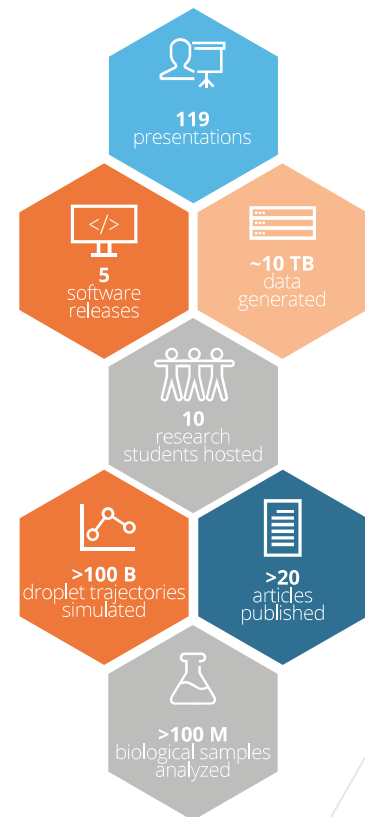 119
presentations
</>
5
software
releases
~10 TB
data
generated
10
research
students hosted
>100 B
droplet trajectories
simulated
>20
articles
published
>100 M
biological samples
analyzed